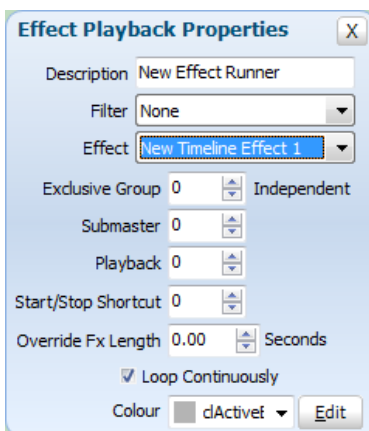 Effect Playback Properties X
Description New Effect Runner
Filter None
Effect New Timeline Effect 1
Exclusive Group 0 Independent
Submaster 0
Playback 0
Start/Stop Shortcut 0
Override Fx Length 0.00 Seconds
Loop Continuously
Colour clActiveE Edit